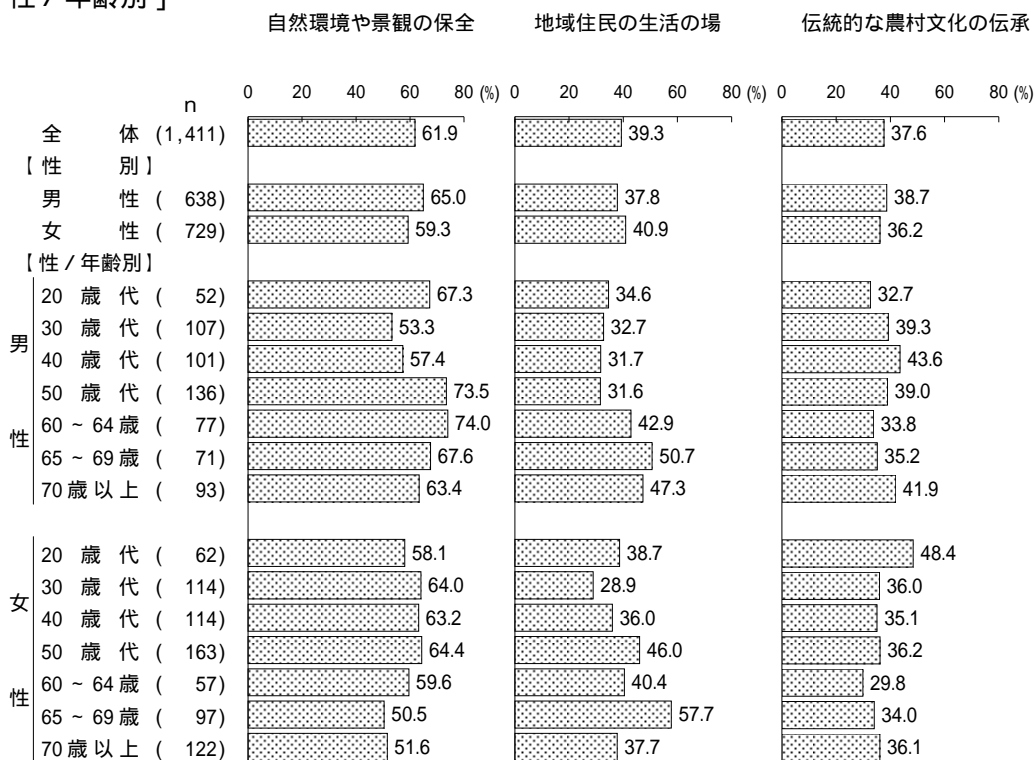 性 / 年齢別 ]
自然環境や景観の保全 地域住民の生活の場 伝統的な農村文化の伝承
n 0 20 40 60 80 (%) 0 20 40 60 80 (%) 0 20 40 60 80 (%)
全 体 (1,411) 61.9 39.3 37.6
【 性 別 】
男 性 ( 638) 65.0 37.8 38.7
女 性 ( 729) 59.3 40.9 36.2
【 性 / 年齢別 】
男性
20 歳 代 ( 52) 67.3 34.6 32.7
30 歳 代 ( 107) 53.3 32.7 39.3
40 歳 代 ( 101) 57.4 31.7 43.6
50 歳 代 ( 136) 73.5 31.6 39.0
60 ~ 64 歳 ( 77) 74.0 42.9 33.8
65 ~ 69 歳 ( 71) 67.6 50.7 35.2
70 歳 以 上 ( 93) 63.4 47.3 41.9
女性
20 歳 代 ( 62) 58.1 38.7 48.4
30 歳 代 ( 114) 64.0 28.9 36.0
40 歳 代 ( 114) 63.2 36.0 35.1
50 歳 代 ( 163) 64.4 46.0 36.2
60 ~ 64 歳 ( 57) 59.6 40.4 29.8
65 ~ 69 歳 ( 97) 50.5 57.7 34.0
70 歳 以 上 ( 122) 51.6 37.7 36.1